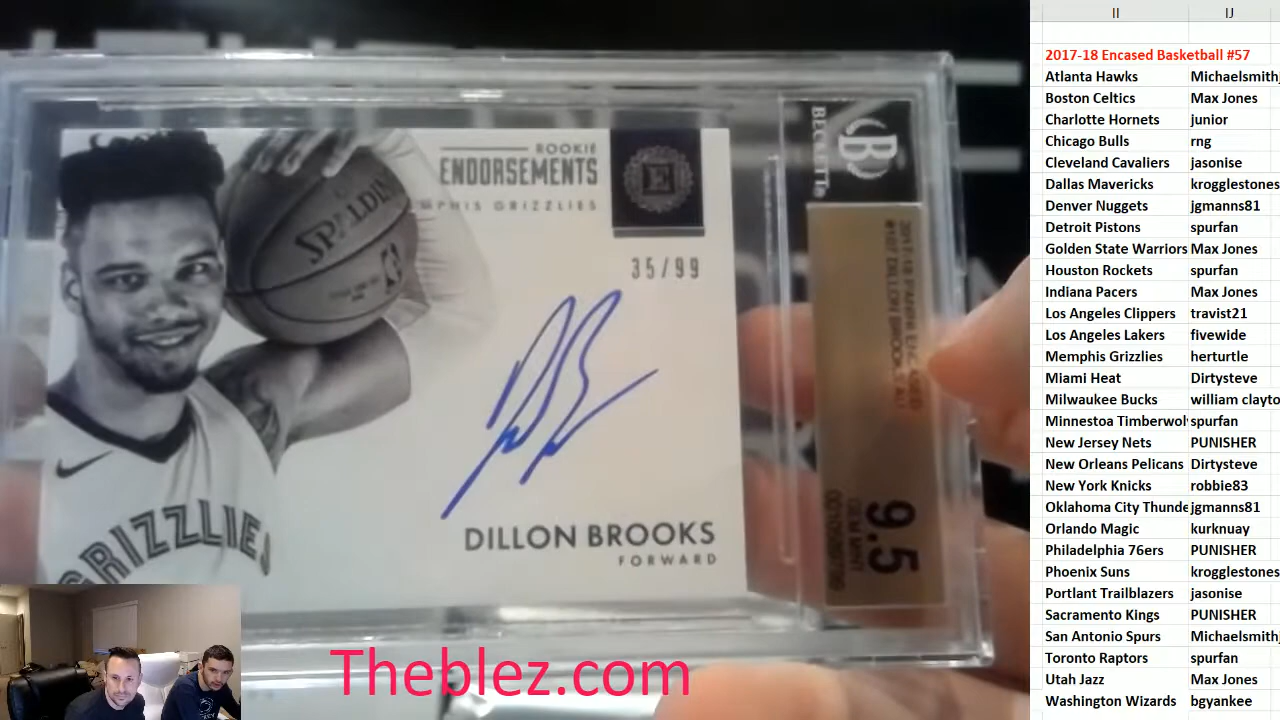 II IJ
2017-18 Encased Basketball #57
Atlanta Hawks Michaelsmithj
Boston Celtics Max Jones
Charlotte Hornets junior
Chicago Bulls rng
Cleveland Cavaliers jasonise
Dallas Mavericks krogglestones
Denver Nuggets jgmanns81
Detroit Pistons spurfan
Golden State Warriors Max Jones
Houston Rockets spurfan
Indiana Pacers Max Jones
Los Angeles Clippers travist21
Los Angeles Lakers fivewide
Memphis Grizzlies herturtle
Miami Heat Dirtysteve
Milwaukee Bucks william clayto
Minnestoa Timberwol spurfan
New Jersey Nets PUNISHER
New Orleans Pelicans Dirtysteve
New York Knicks robbie83
Oklahoma City Thunde jgmanns81
Orlando Magic kurknuay
Philadelphia 76ers PUNISHER
Phoenix Suns krogglestones
Portlant Trailblazers jasonise
Sacramento Kings PUNISHER
San Antonio Spurs Michaelsmithj
Toronto Raptors spurfan
Utah Jazz Max Jones
Washington Wizards bgyankee
ROOKIE
ENDORSEMENTS
MPHIS GRIZZLIES
E
35/99
SPALDING
DILLON BROOKS
FORWARD
GRIZZLIES
B
BECKETT
9.5
GEM MINT
Theblez.com